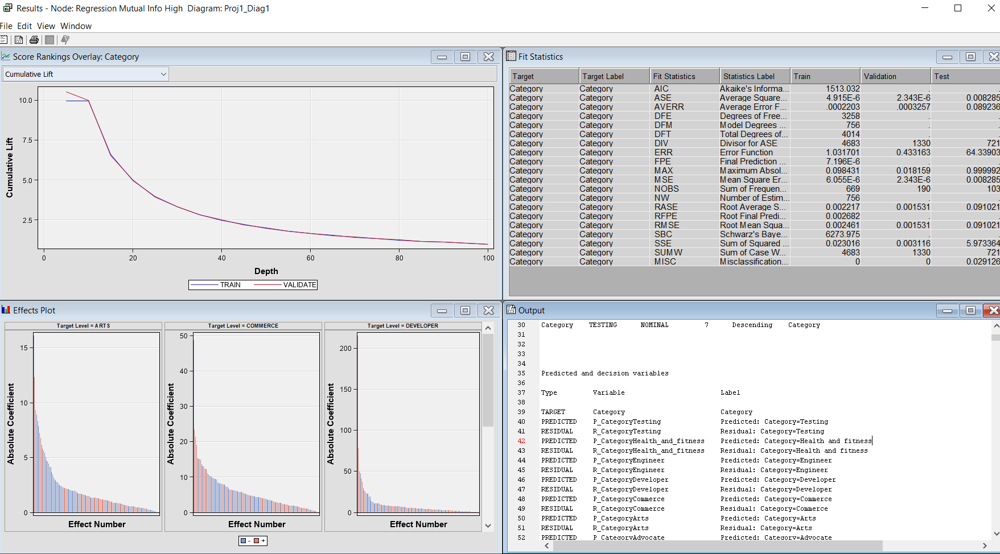 Results - Node: Regression Mutual Info High  Diagram: Proj1_Diag1
File Edit View Window
Score Rankings Overlay: Category
Cumulative Lift
10.0
7.5
5.0
2.5
Cumulative Lift
0 20 40 60 80 100
Depth
TRAIN VALIDATE
Fit Statistics
Target Target Label Fit Statistics Statistics Label Train Validation Test
Category Category AIC Akaike's Informa... 1513.032 . .
Category Category ASE Average Square... 4.915E-6 2.343E-6 0.008285
Category Category AVERR Average Error F... .0002203 .0003257 0.089236
Category Category DFE Degrees of Free... 3258 . .
Category Category DFM Model Degrees ... 756 . .
Category Category DFT Total Degrees of... 4014 . .
Category Category DIV Divisor for ASE 4683 1330 721
Category Category ERR Error Function 1.031701 0.433163 64.33903
Category Category FPE Final Prediction ... 7.196E-6 . .
Category Category MAX Maximum Absol... 0.098431 0.018159 0.999992
Category Category MSE Mean Square Er... 6.055E-6 2.343E-6 0.008285
Category Category NOBS Sum of Frequen... 669 190 103
Category Category NW Number of Estim... 756 . .
Category Category RASE Root Average S... 0.002217 0.001531 0.091021
Category Category RFPE Root Final Predi... 0.002682 . .
Category Category RMSE Root Mean Squa... 0.002461 0.001531 0.091021
Category Category SBC Schwarz's Baye... 6273.975 . .
Category Category SSE Sum of Squared ... 0.023016 0.003116 5.973364
Category Category SUMW Sum of Case W... 4683 1330 721
Category Category MISC Misclassification... 0 0 0.029126
Effects Plot
Target Level = ARTS
15
10
5
0
Absolute Coefficient
Effect Number
Target Level = COMMERCE
50
40
30
20
10
0
Absolute Coefficient
Effect Number
Target Level = DEVELOPER
200
150
100
50
0
Absolute Coefficient
Effect Number
- +
Output
30 Category TESTING NOMINAL 7 Descending Category
31
32
33
34
35 Predicted and decision variables
36
37 Type Variable Label
38
39 TARGET Category Category
40 PREDICTED P_CategoryTesting Predicted: Category=Testing
41 RESIDUAL R_CategoryTesting Residual: Category=Testing
42 PREDICTED P_CategoryHealth_and_fitness Predicted: Category=Health and fitness
43 RESIDUAL R_CategoryHealth_and_fitness Residual: Category=Health and fitness
44 PREDICTED P_CategoryEngineer Predicted: Category=Engineer
45 RESIDUAL R_CategoryEngineer Residual: Category=Engineer
46 PREDICTED P_CategoryDeveloper Predicted: Category=Developer
47 RESIDUAL R_CategoryDeveloper Residual: Category=Developer
48 PREDICTED P_CategoryCommerce Predicted: Category=Commerce
49 RESIDUAL R_CategoryCommerce Residual: Category=Commerce
50 PREDICTED P_CategoryArts Predicted: Category=Arts
51 RESIDUAL R_CategoryArts Residual: Category=Arts
52 PREDICTED P_CategoryAdvocate Predicted: Category=Advocate